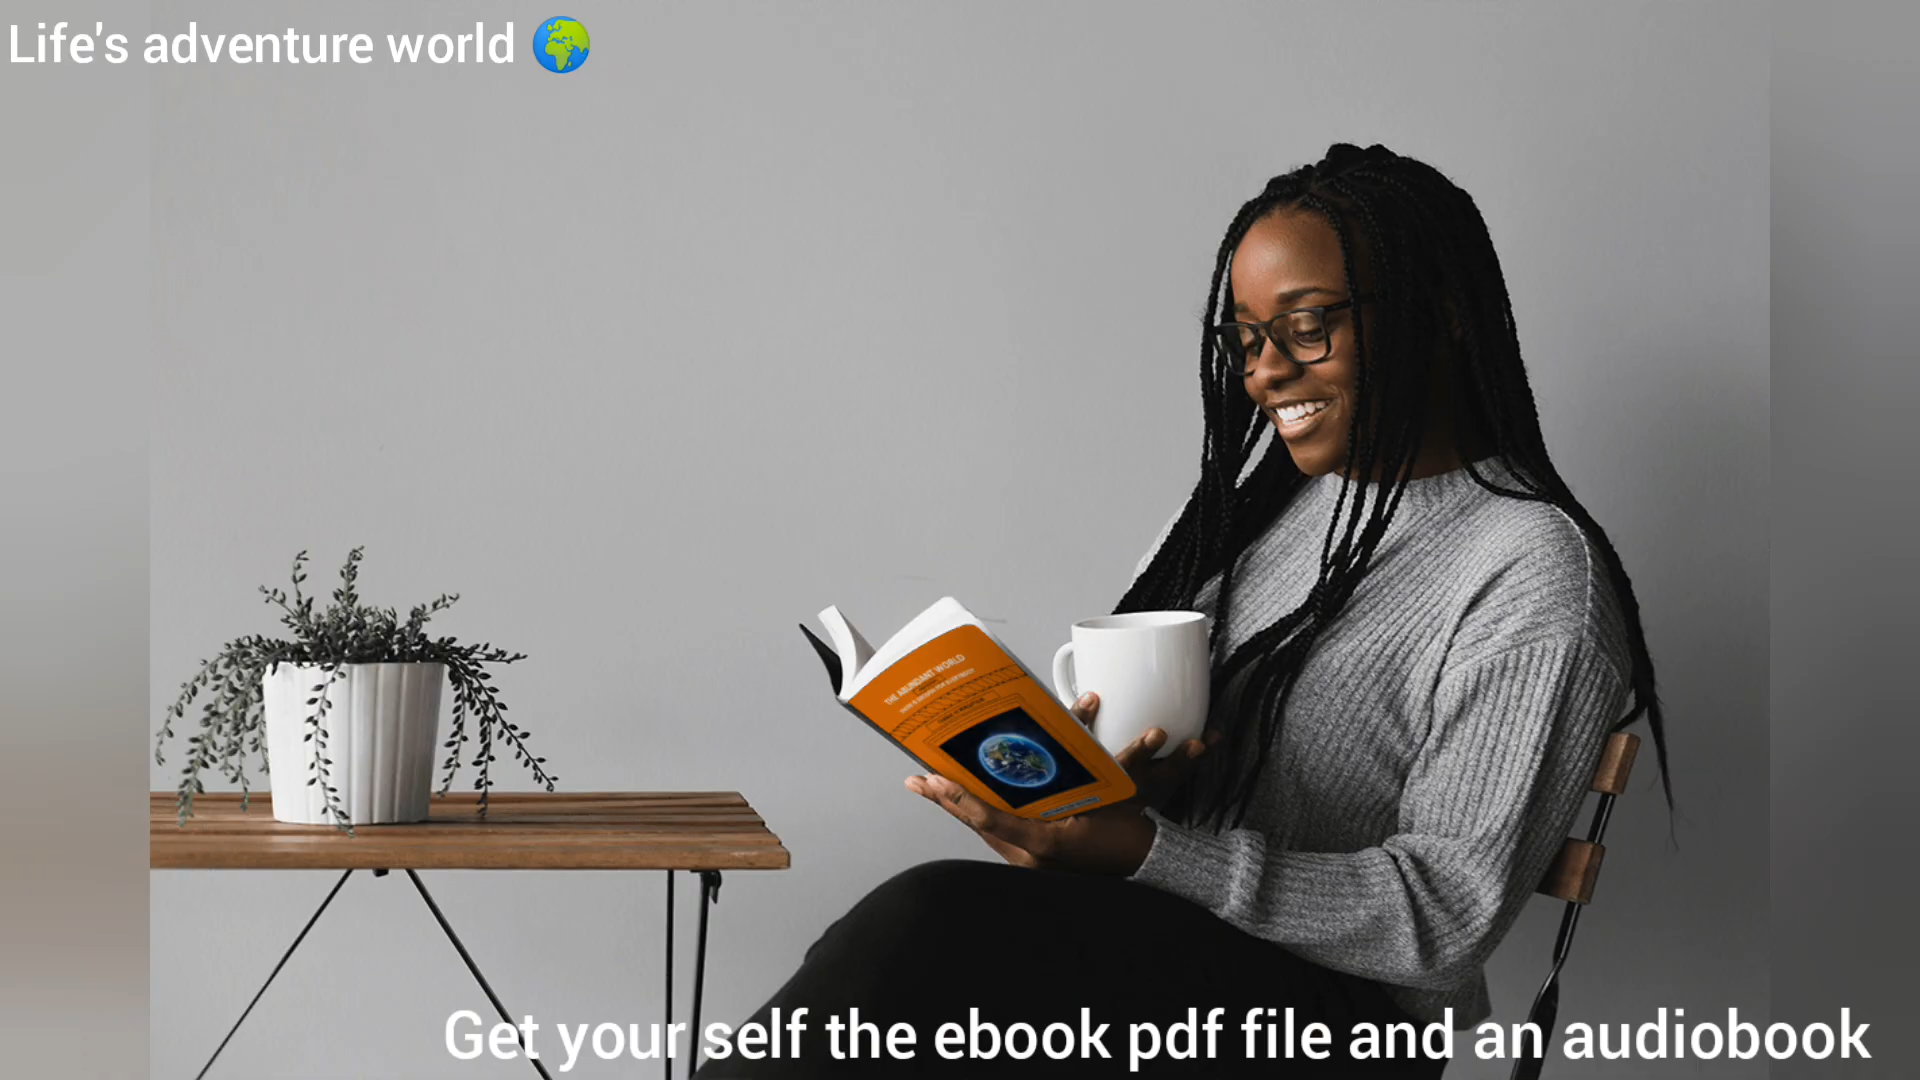 Life's adventure world 🌍
THE ABUNDANT WORLD
Get your self the ebook pdf file and an audiobook